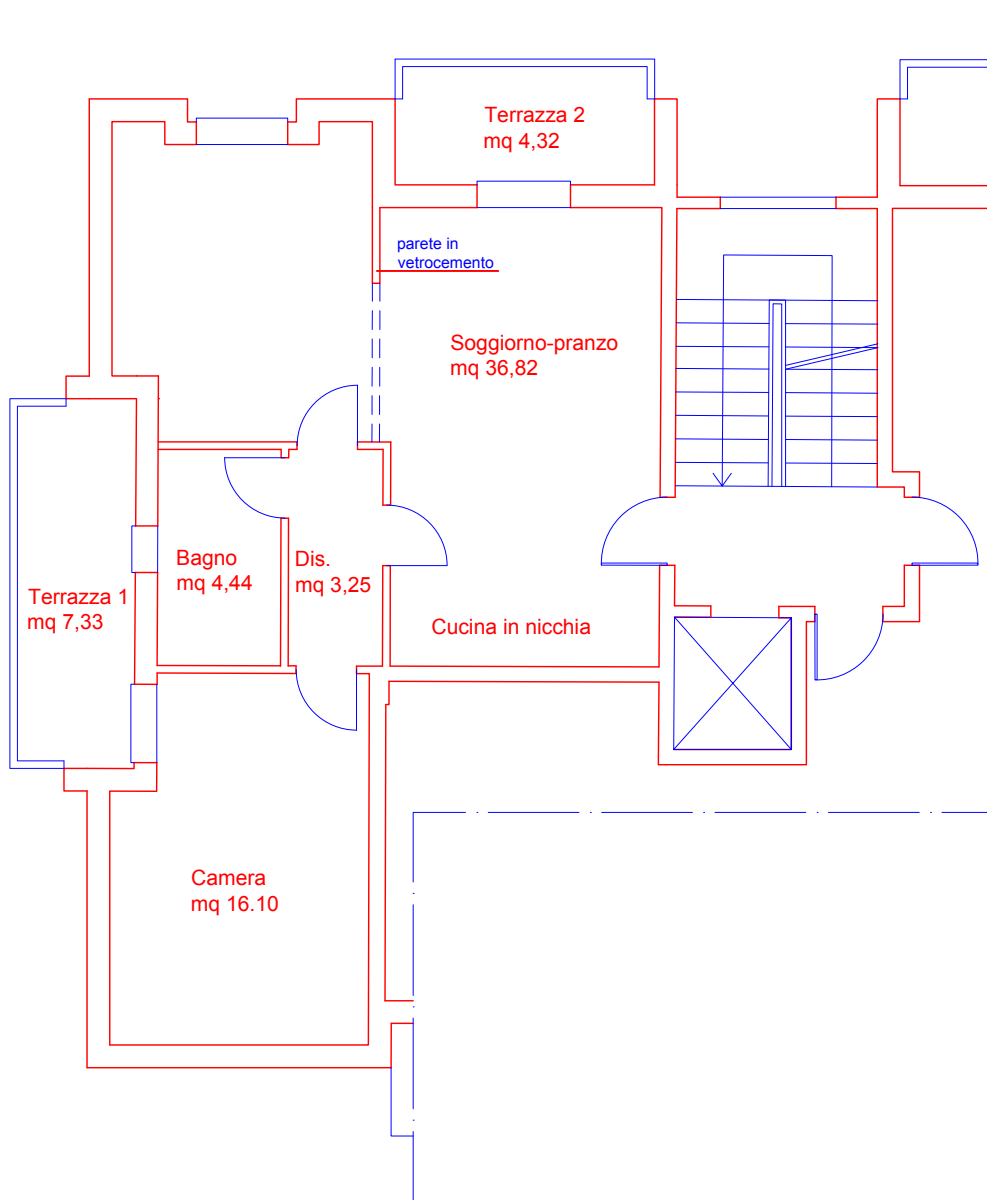 Terrazza 2
mq 4,32
parete in
vetrocemento
Soggiorno-pranzo
mq 36,82
Bagno
mq 4,44
Dis.
mq 3,25
Terrazza 1
mq 7,33
Cucina in nicchia
Camera
mq 16.10